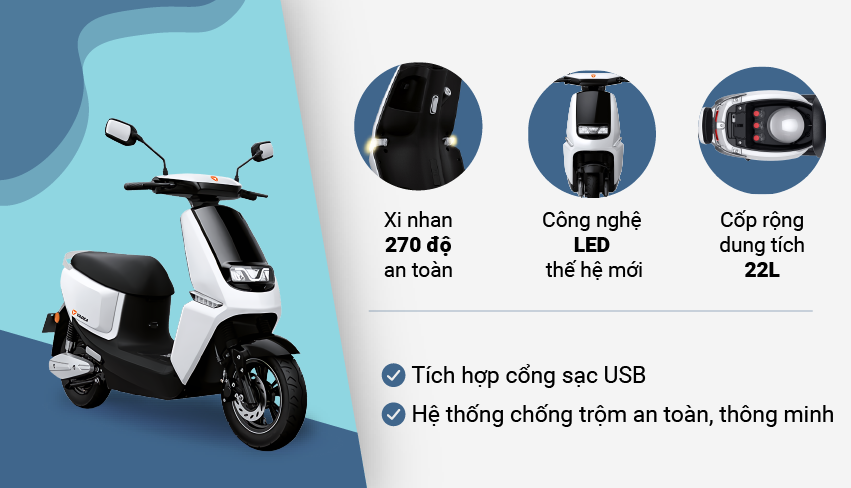 Xi nhan
270 độ
an toàn
Công nghệ
LED
thế hệ mới
Cốp rộng
dung tích
22L
Tích hợp cổng sạc USB
Hệ thống chống trộm an toàn, thông minh